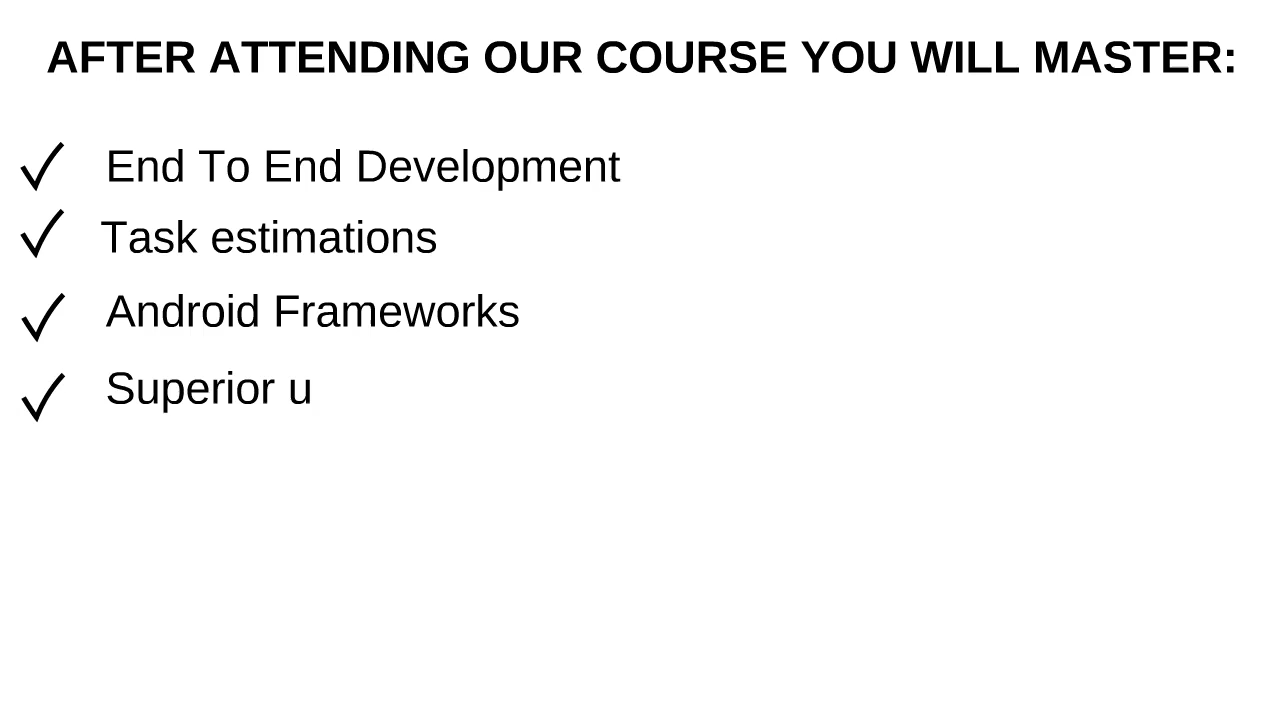 AFTER ATTENDING OUR COURSE YOU WILL MASTER:
End To End Development
Task estimations
Android Frameworks
Superior u